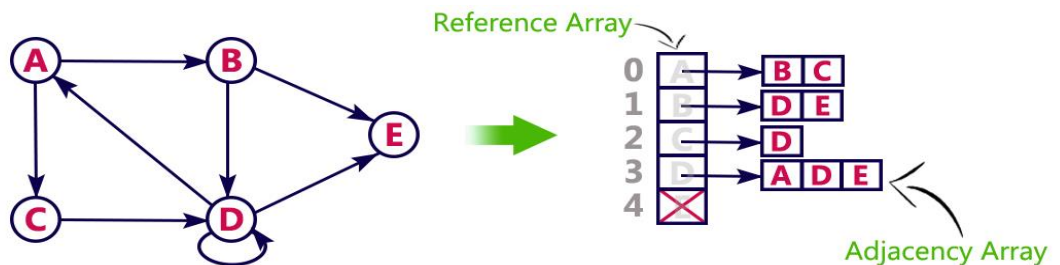 Reference Array
A
B
E
C
D
0 A B C
1 B D E
2 C D
3 D A D E
4 E
Adjacency Array